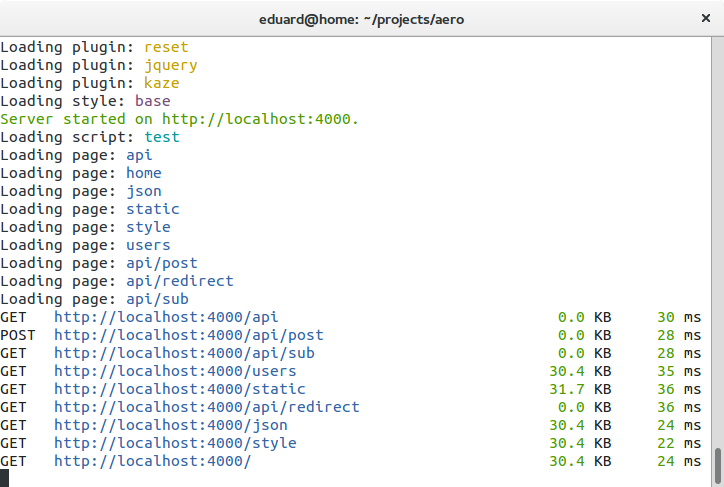 eduard@home: ~/projects/aero
Loading plugin: reset
Loading plugin: jquery
Loading plugin: kaze
Loading style: base
Server started on http://localhost:4000.
Loading script: test
Loading page: api
Loading page: home
Loading page: json
Loading page: static
Loading page: style
Loading page: users
Loading page: api/post
Loading page: api/redirect
Loading page: api/sub
GET   http://localhost:4000/api                               0.0 KB     30 ms
POST  http://localhost:4000/api/post                          0.0 KB     28 ms
GET   http://localhost:4000/api/sub                           0.0 KB     28 ms
GET   http://localhost:4000/users                            30.4 KB     35 ms
GET   http://localhost:4000/static                           31.7 KB     36 ms
GET   http://localhost:4000/api/redirect                      0.0 KB     36 ms
GET   http://localhost:4000/json                             30.4 KB     24 ms
GET   http://localhost:4000/style                            30.4 KB     22 ms
GET   http://localhost:4000/                                 30.4 KB     24 ms